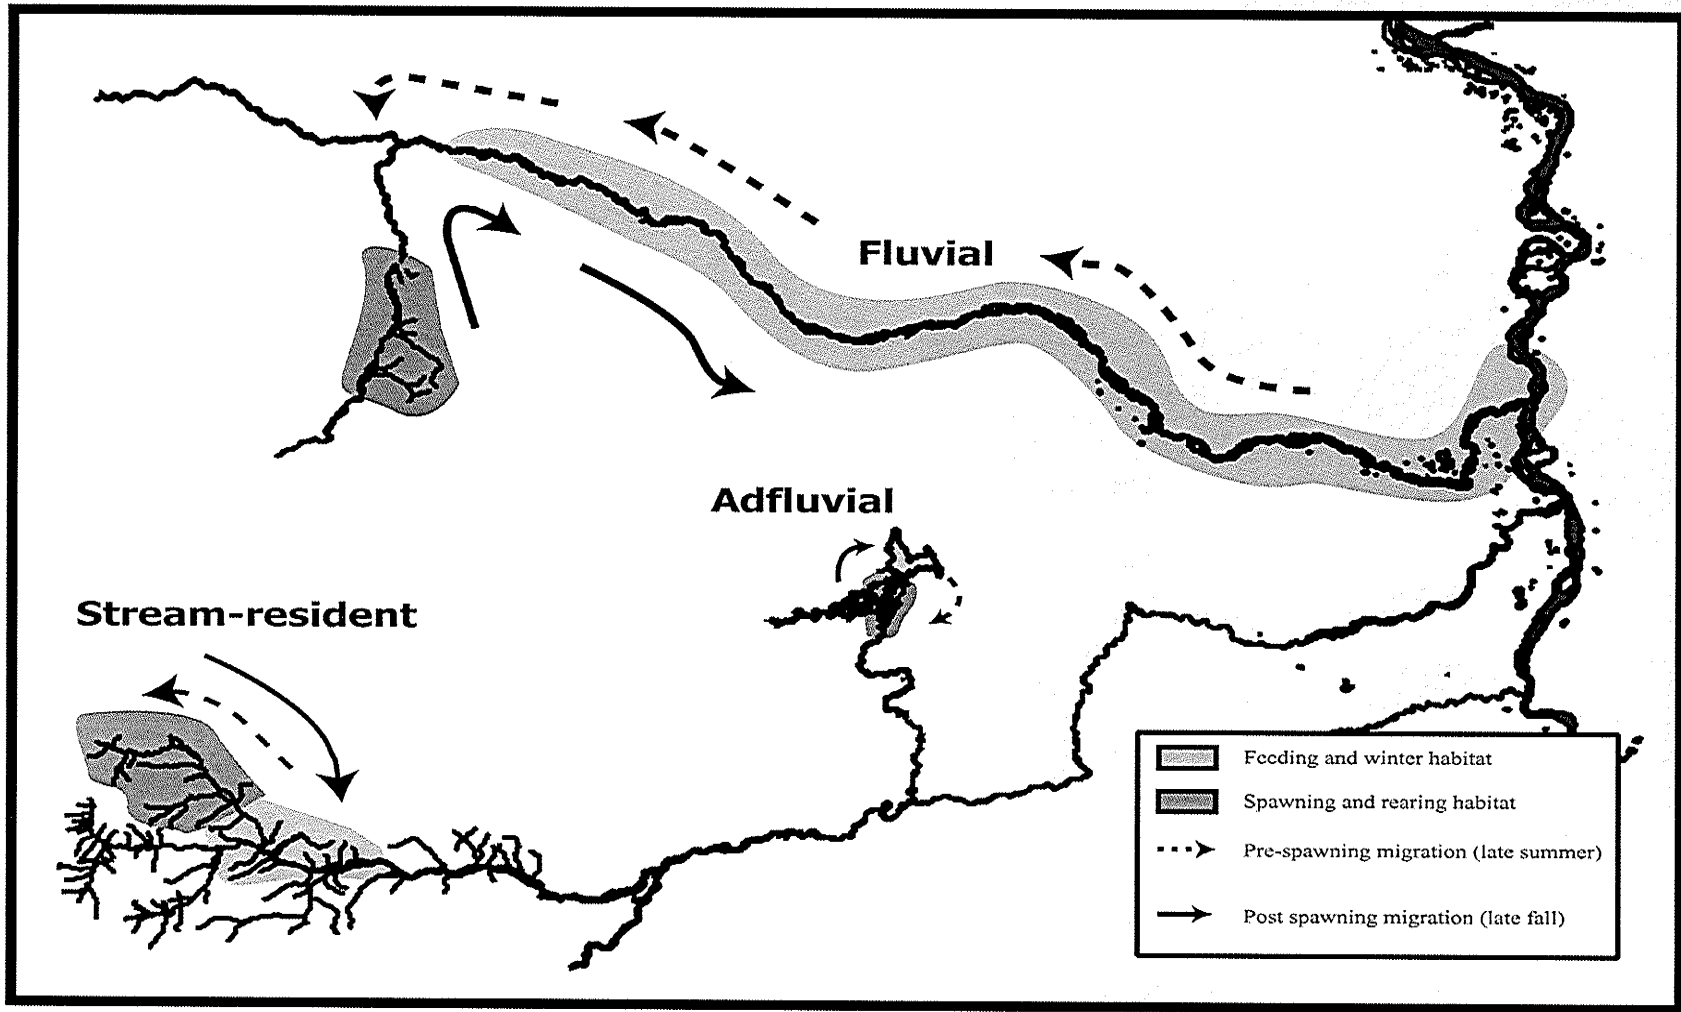 Fluvial
Adfluvial
Stream-resident
Feeding and winter habitat
Spawning and rearing habitat
Pre-spawning migration (late summer)
Post spawning migration (late fall)